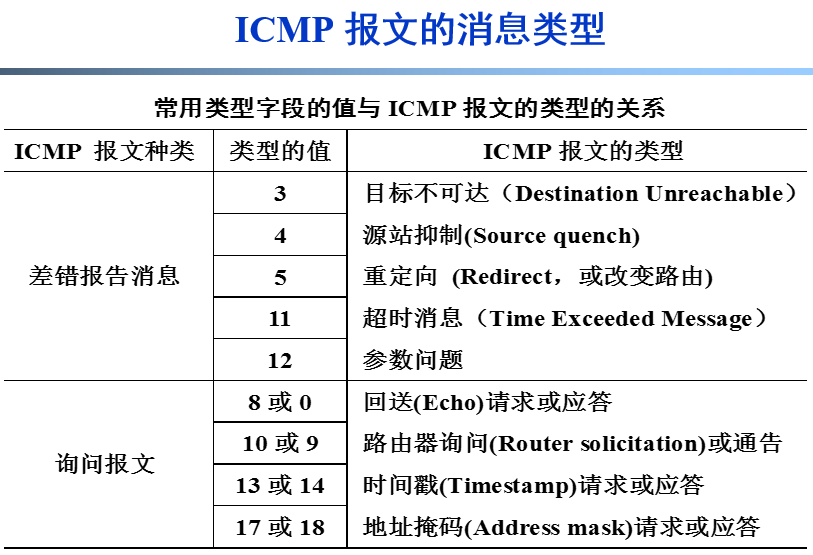 ICMP 报文的消息类型
常用类型字段的值与 ICMP 报文的类型的关系
ICMP 报文种类 类型的值 ICMP 报文的类型
差错报告消息
3 目标不可达（Destination Unreachable）
4 源站抑制(Source quench)
5 重定向 (Redirect，或改变路由)
11 超时消息（Time Exceeded Message）
12 参数问题
询问报文
8 或 0 回送(Echo)请求或应答
10 或 9 路由器询问(Router solicitation)或通告
13 或 14 时间戳(Timestamp)请求或应答
17 或 18 地址掩码(Address mask)请求或应答